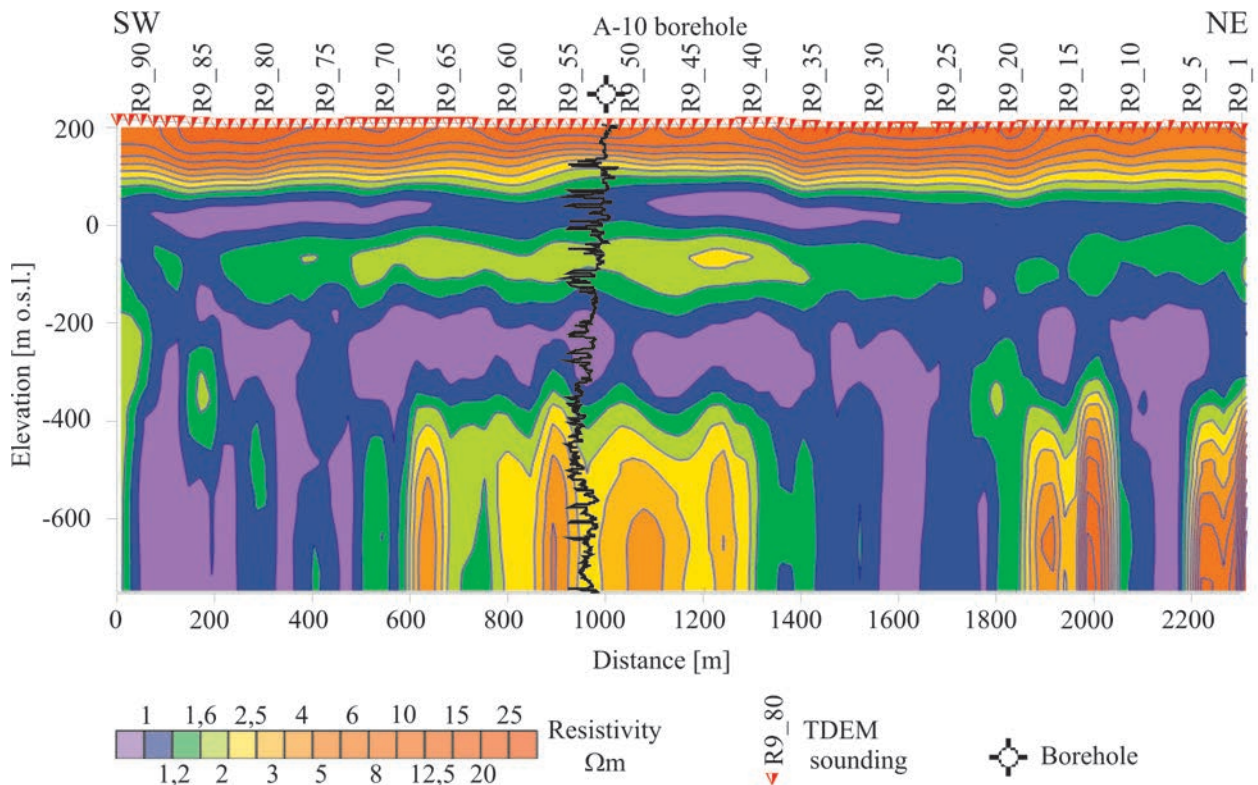 SW
A-10 borehole
NE
R9_90 R9_85 R9_80 R9_75 R9_70 R9_65 R9_60 R9_55 R9_50 R9_45 R9_40 R9_35 R9_30 R9_25 R9_20 R9_15 R9_10 R9_5 R9_1
200
0
-200
-400
-600
Elevation [m o.s.l.]
0 200 400 600 800 1000 1200 1400 1600 1800 2000 2200
Distance [m]
1 1,6 2,5 4 6 10 15 25
1,2 2 3 5 8 12,5 20
Resistivity
Ωm
R9_80
TDEM
sounding
Borehole